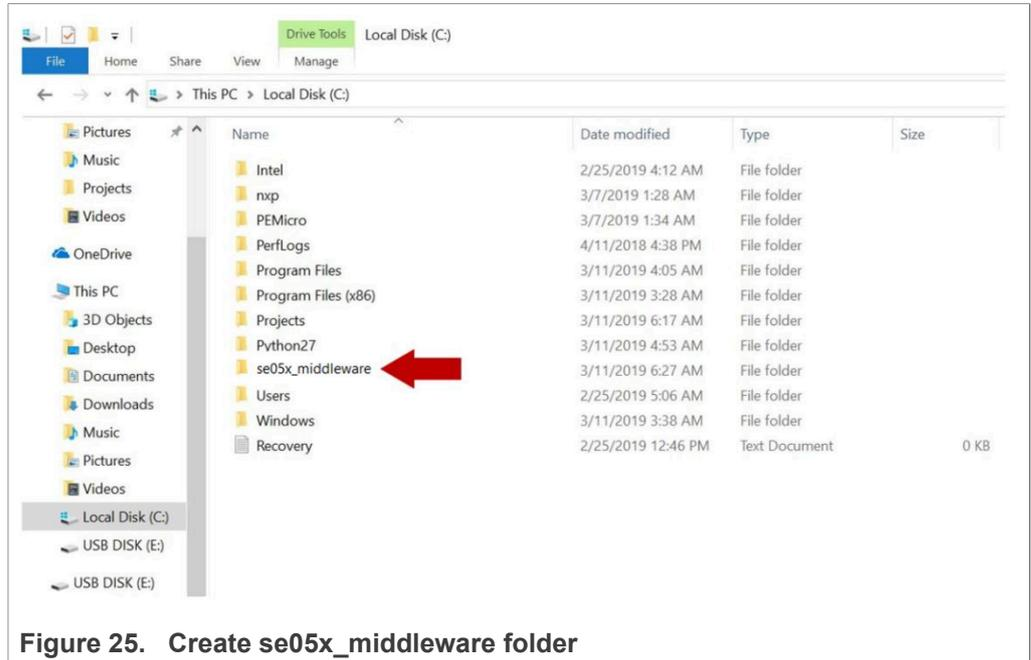 Drive Tools Local Disk (C:)
File Home Share View Manage
This PC > Local Disk (C:)
Pictures
Music
Projects
Videos
OneDrive
This PC
3D Objects
Desktop
Documents
Downloads
Music
Pictures
Videos
Local Disk (C:)
USB DISK (E:)
USB DISK (E:)
Name Date modified Type Size
Intel 2/25/2019 4:12 AM File folder
nxp 3/7/2019 1:28 AM File folder
PEMicro 3/7/2019 1:34 AM File folder
PerfLogs 4/11/2018 4:38 PM File folder
Program Files 3/11/2019 4:05 AM File folder
Program Files (x86) 3/11/2019 3:28 AM File folder
Projects 3/11/2019 6:17 AM File folder
Python27 3/11/2019 4:53 AM File folder
se05x_middleware 3/11/2019 6:27 AM File folder
Users 2/25/2019 5:06 AM File folder
Windows 3/11/2019 3:38 AM File folder
Recovery 2/25/2019 12:46 PM Text Document 0 KB
Figure 25. Create se05x_middleware folder